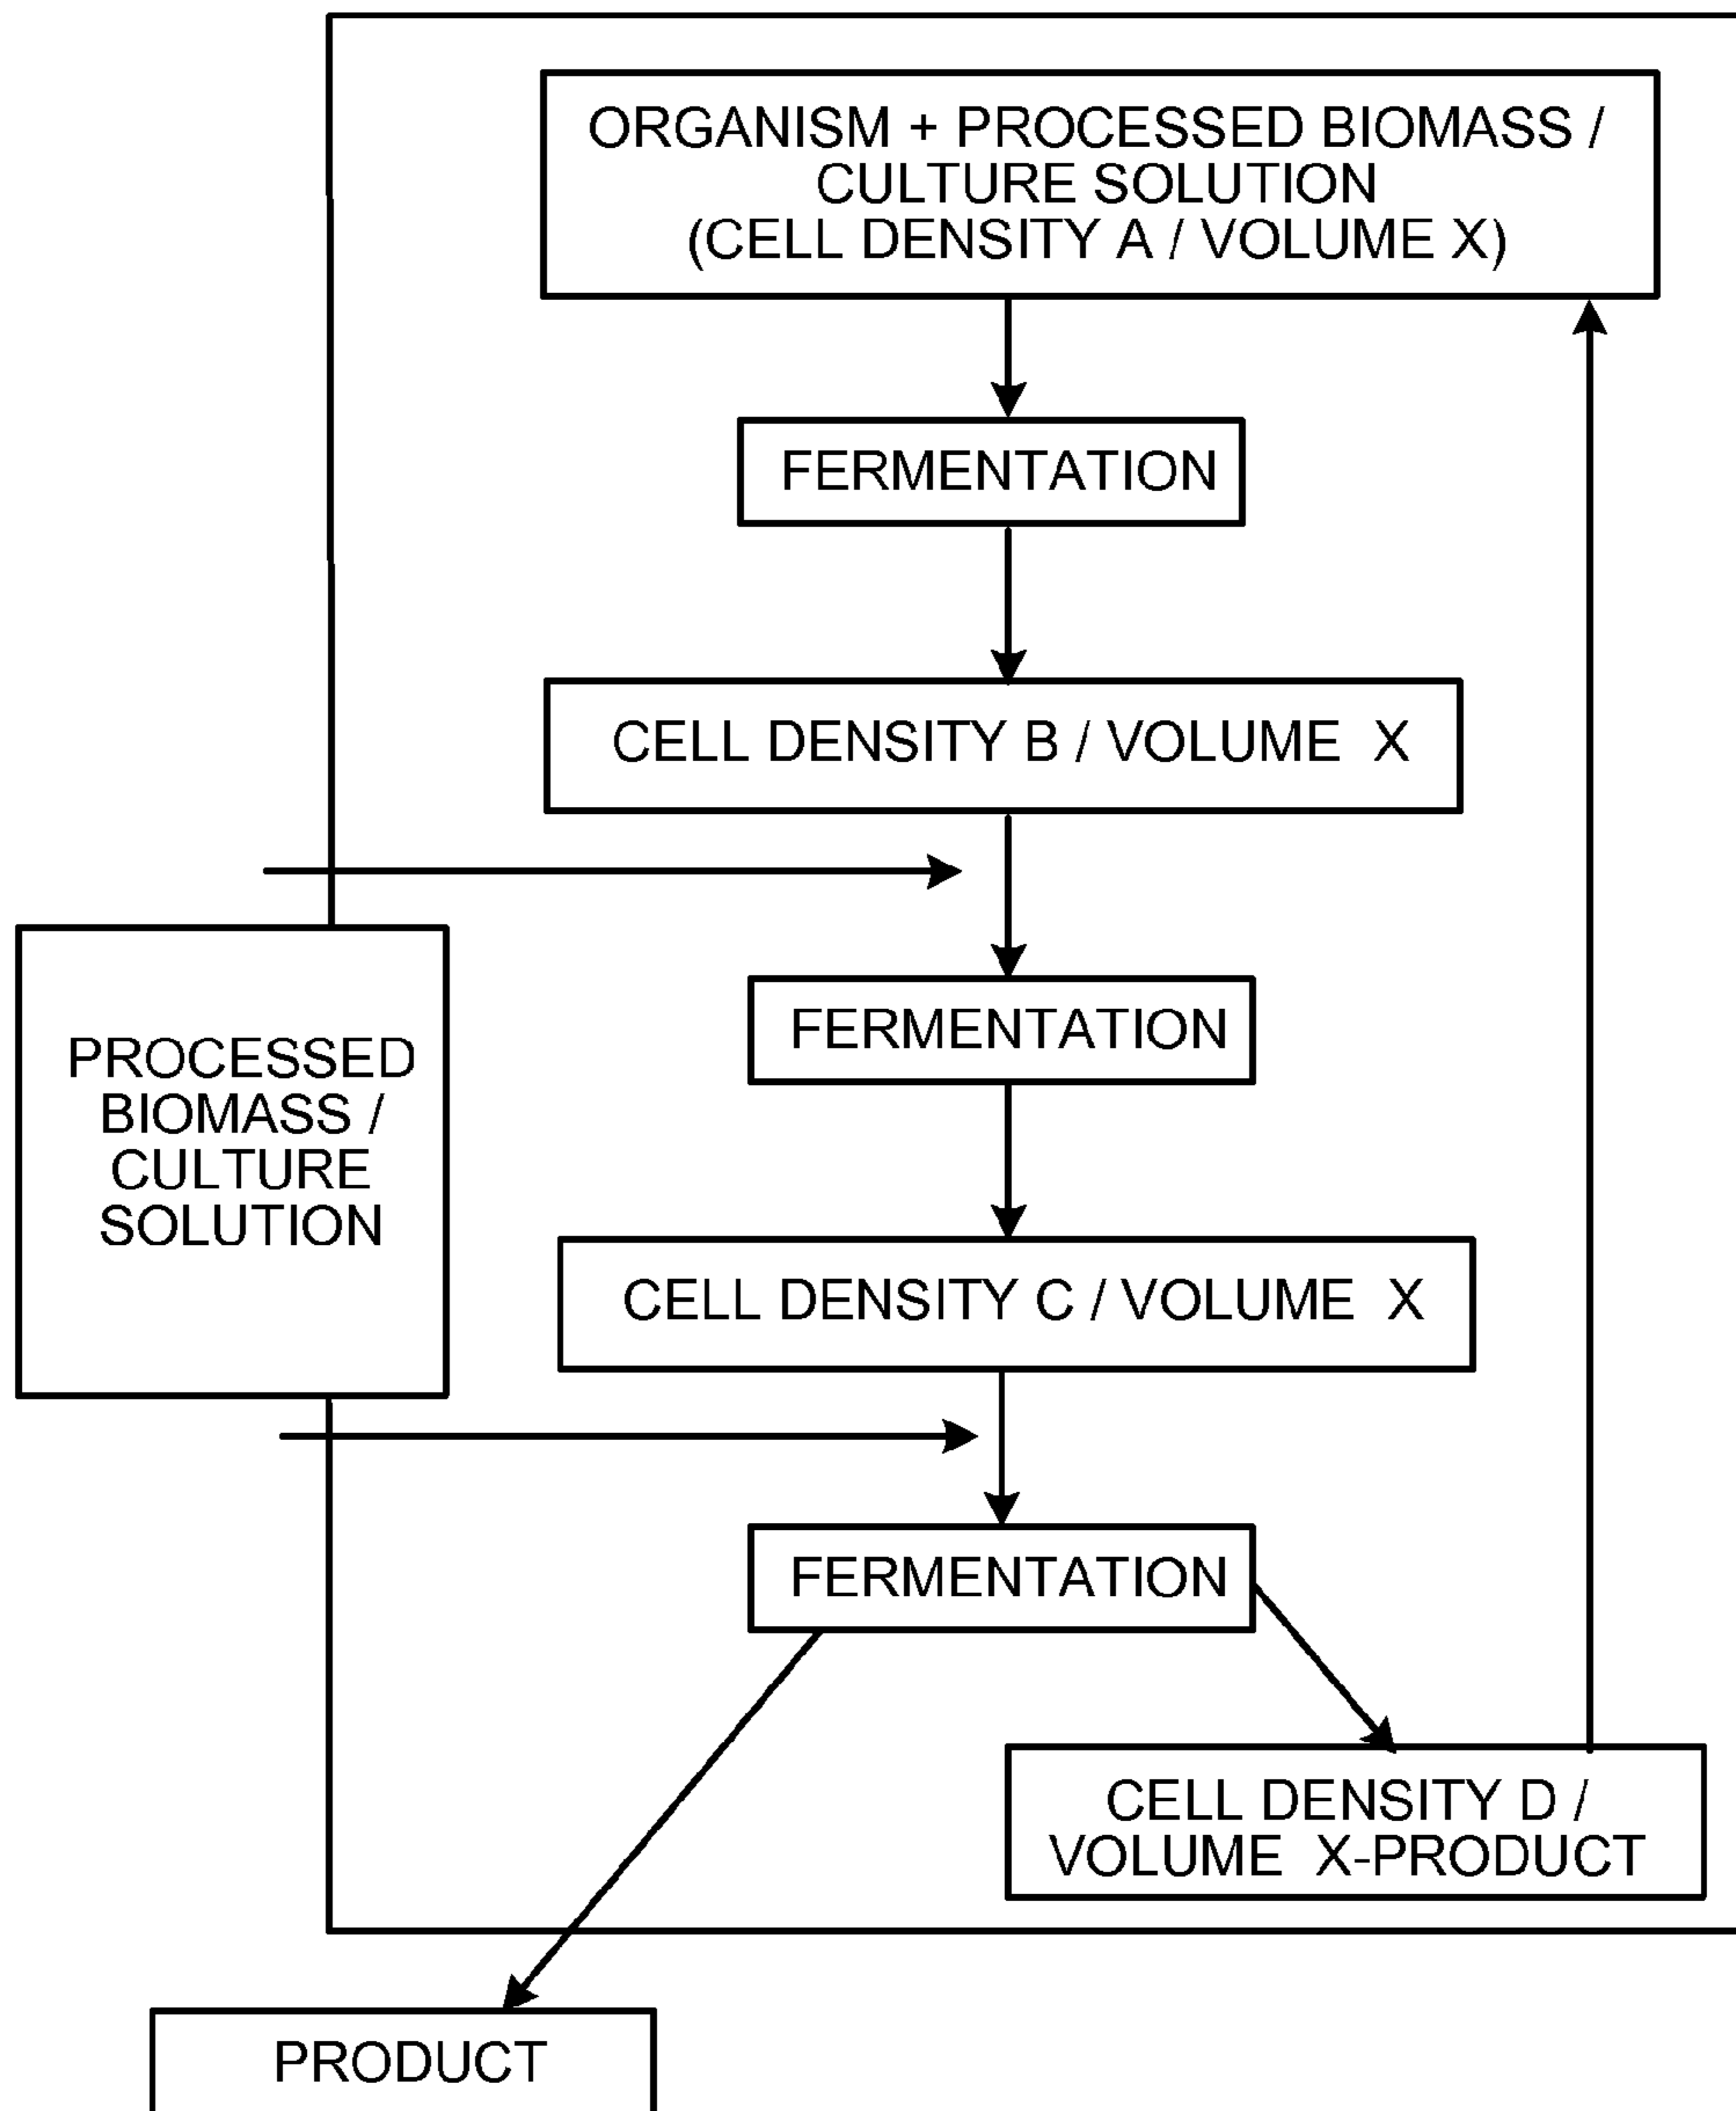 ORGANISM + PROCESSED BIOMASS /
CULTURE SOLUTION
(CELL DENSITY A / VOLUME X)
FERMENTATION
CELL DENSITY B / VOLUME X
PROCESSED
BIOMASS /
CULTURE
SOLUTION
FERMENTATION
CELL DENSITY C / VOLUME X
FERMENTATION
CELL DENSITY D /
VOLUME X-PRODUCT
PRODUCT